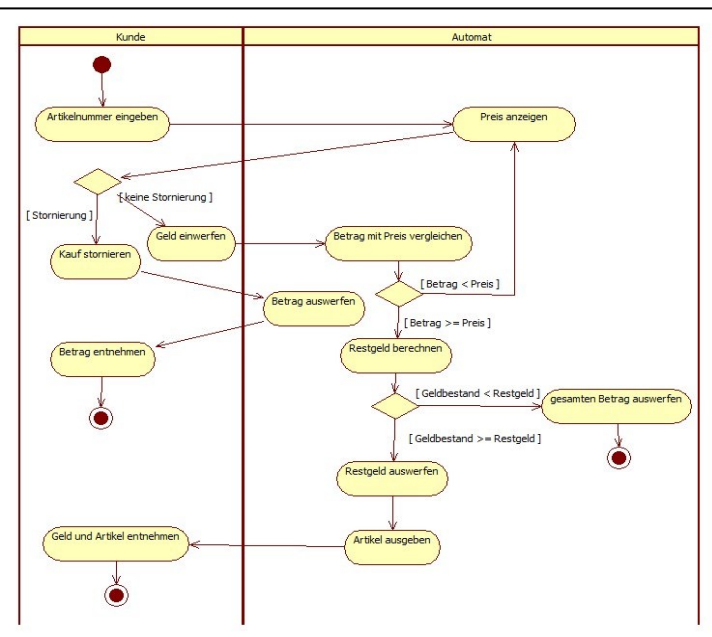 Kunde
Automat
Artikelnummer eingeben
Preis anzeigen
[ keine Stornierung ]
[ Stornierung ]
Geld einwerfen
Betrag mit Preis vergleichen
Kauf stornieren
[ Betrag < Preis ]
Betrag auswerfen
[ Betrag >= Preis ]
Betrag entnehmen
Restgeld berechnen
[ Geldbestand < Restgeld ]
gesamten Betrag auswerfen
[ Geldbestand >= Restgeld ]
Restgeld auswerfen
Geld und Artikel entnehmen
Artikel ausgeben